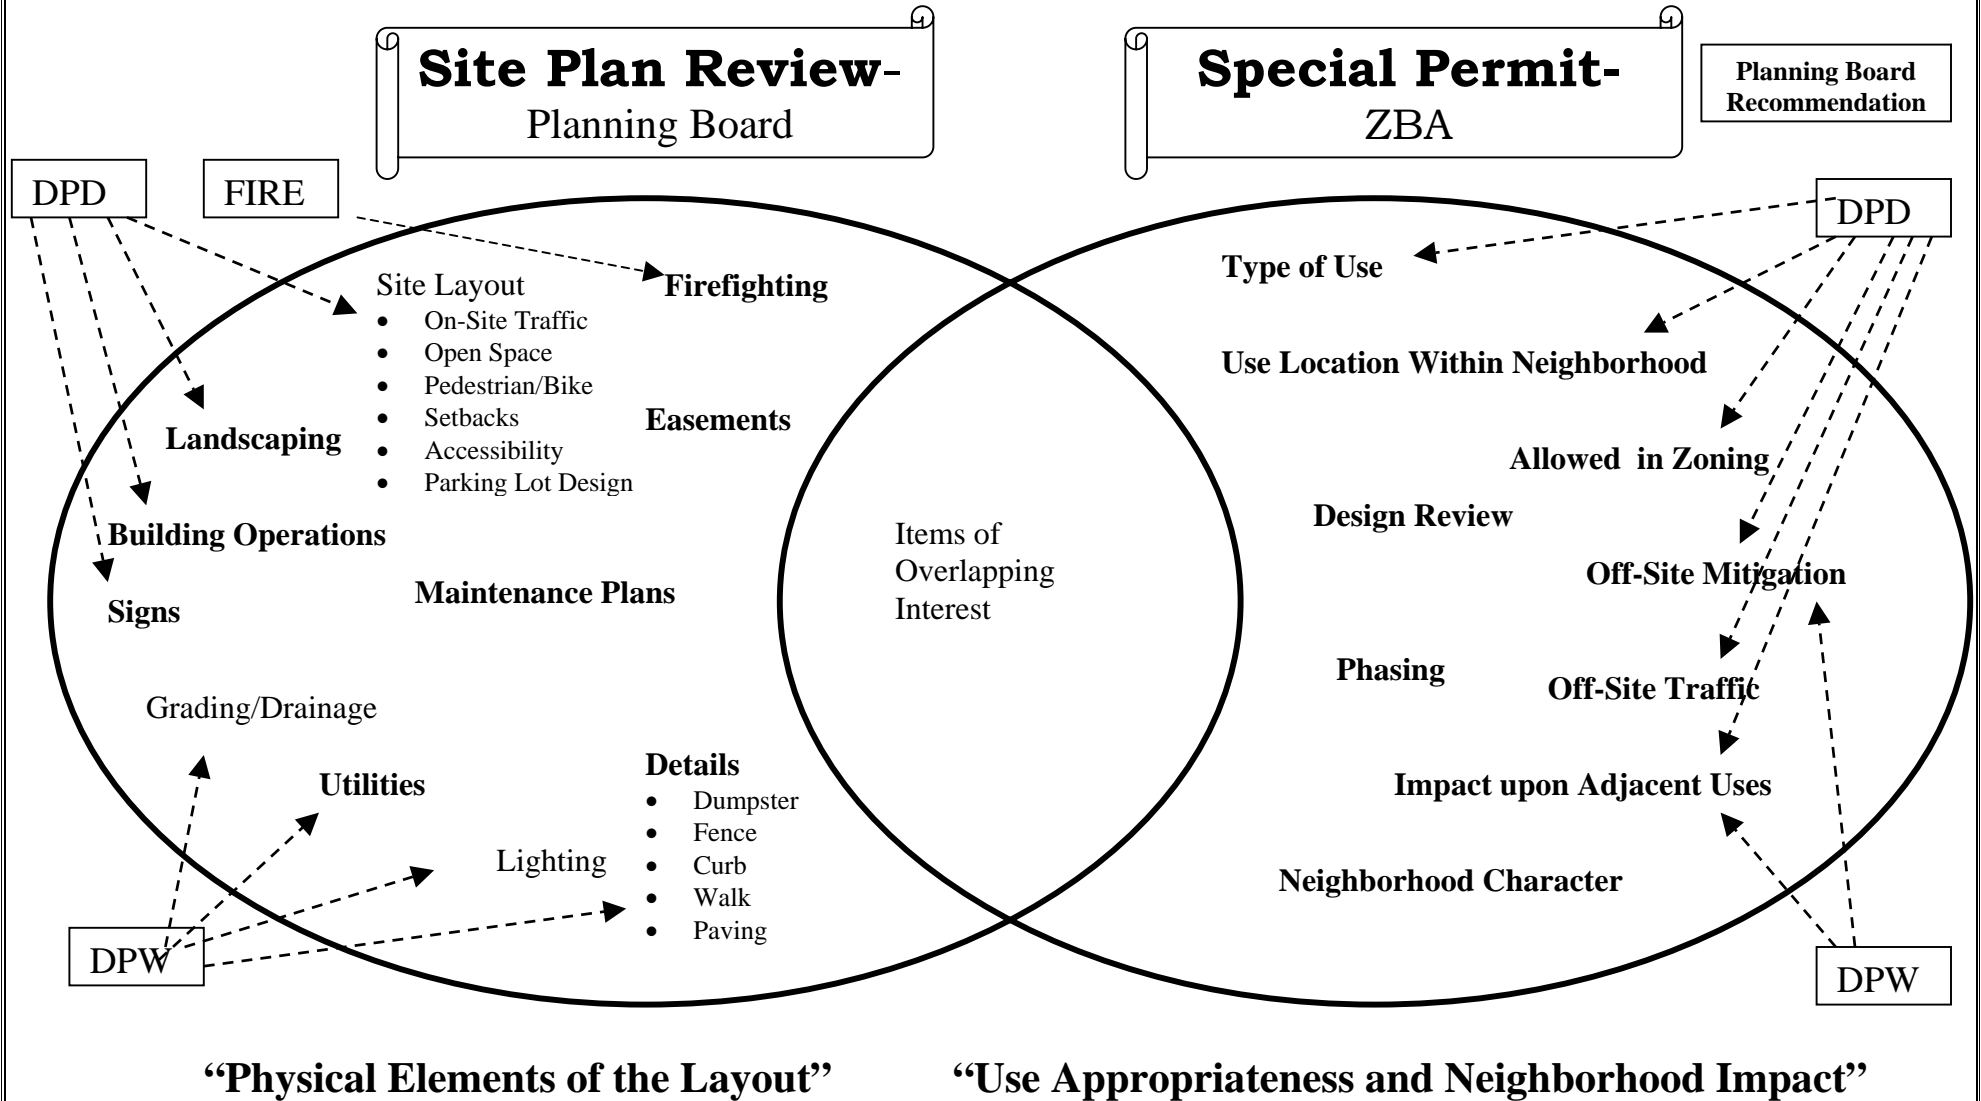 Site Plan Review-
Planning Board
Special Permit-
ZBA
Planning Board
Recommendation
DPD
FIRE
DPD
Site Layout
• On-Site Traffic
• Open Space
• Pedestrian/Bike
• Setbacks
• Accessibility
• Parking Lot Design
Firefighting
Easements
Landscaping
Building Operations
Maintenance Plans
Signs
Grading/Drainage
Utilities
Lighting
Details
• Dumpster
• Fence
• Curb
• Walk
• Paving
DPW
Items of
Overlapping
Interest
Type of Use
Use Location Within Neighborhood
Allowed  in Zoning
Design Review
Off-Site Mitigation
Phasing
Off-Site Traffic
Impact upon Adjacent Uses
Neighborhood Character
DPW
“Physical Elements of the Layout”
“Use Appropriateness and Neighborhood Impact”